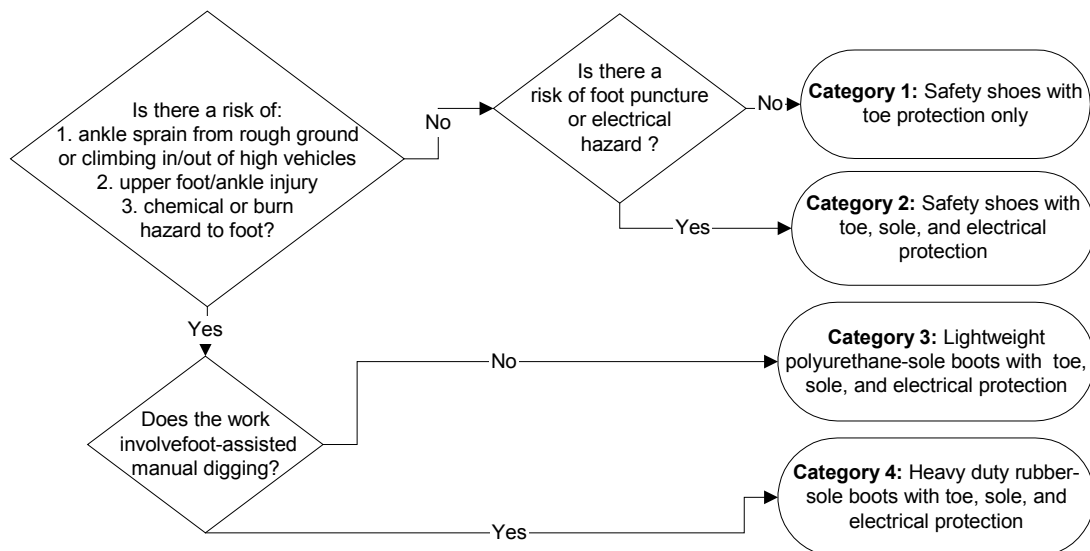 Is there a risk of:
1. ankle sprain from rough ground
or climbing in/out of high vehicles
2. upper foot/ankle injury
3. chemical or burn
hazard to foot?
No
Is there a
risk of foot puncture
or electrical
hazard ?
No
Category 1: Safety shoes with
toe protection only
Yes
Category 2: Safety shoes with
toe, sole, and electrical
protection
Yes
Does the work
involvefoot-assisted
manual digging?
No
Category 3: Lightweight
polyurethane-sole boots with toe,
sole, and electrical protection
Yes
Category 4: Heavy duty rubber-
sole boots with toe, sole, and
electrical protection